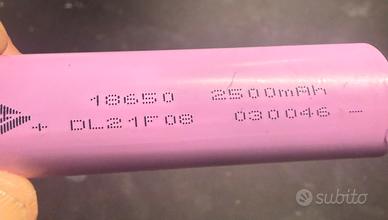 18650 2500mAh
+ DL21F08 030046 -
subito